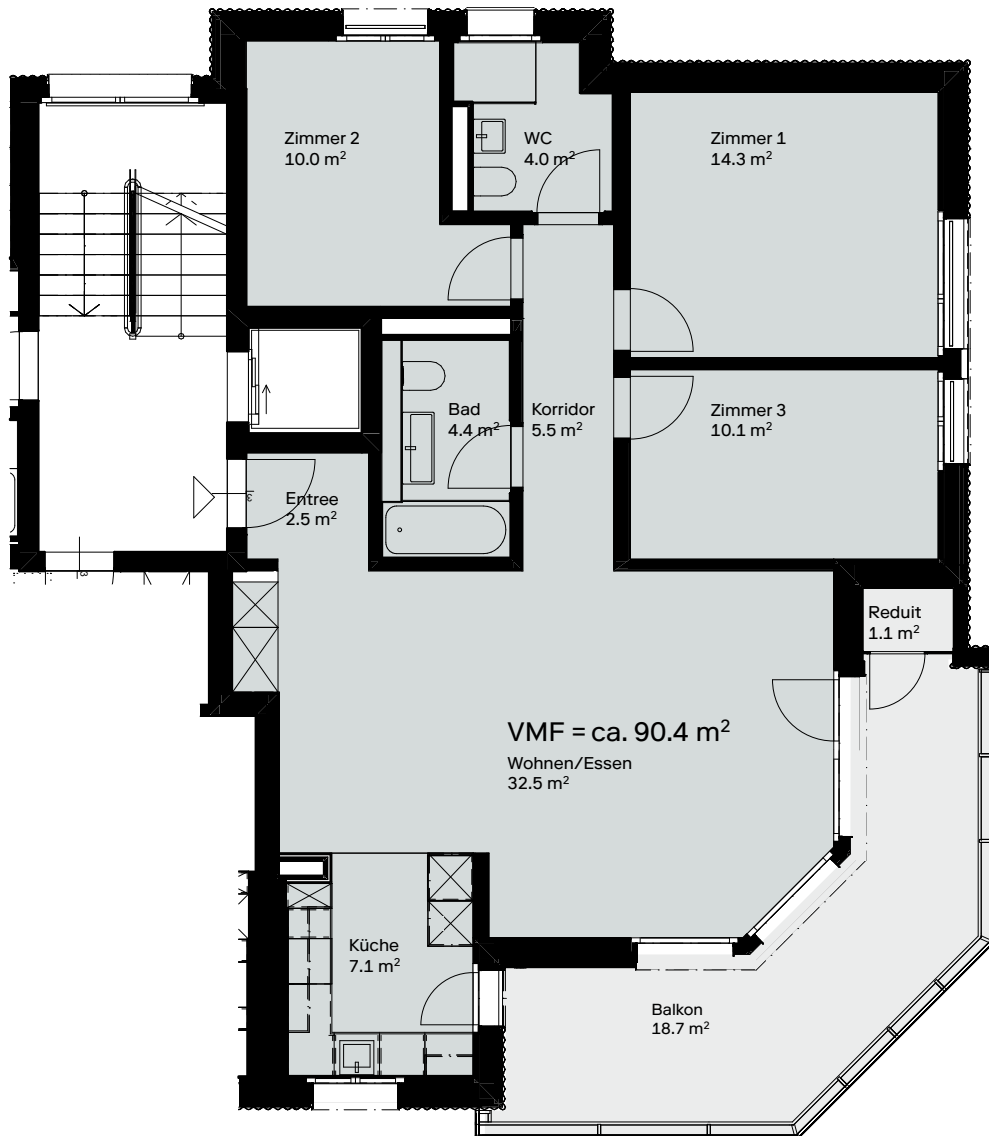 Zimmer 2
10.0 m²
WC
4.0 m²
Zimmer 1
14.3 m²
Bad
4.4 m²
Korridor
5.5 m²
Zimmer 3
10.1 m²
Entree
2.5 m²
Reduit
1.1 m²
VMF = ca. 90.4 m²
Wohnen/Essen
32.5 m²
Küche
7.1 m²
Balkon
18.7 m²